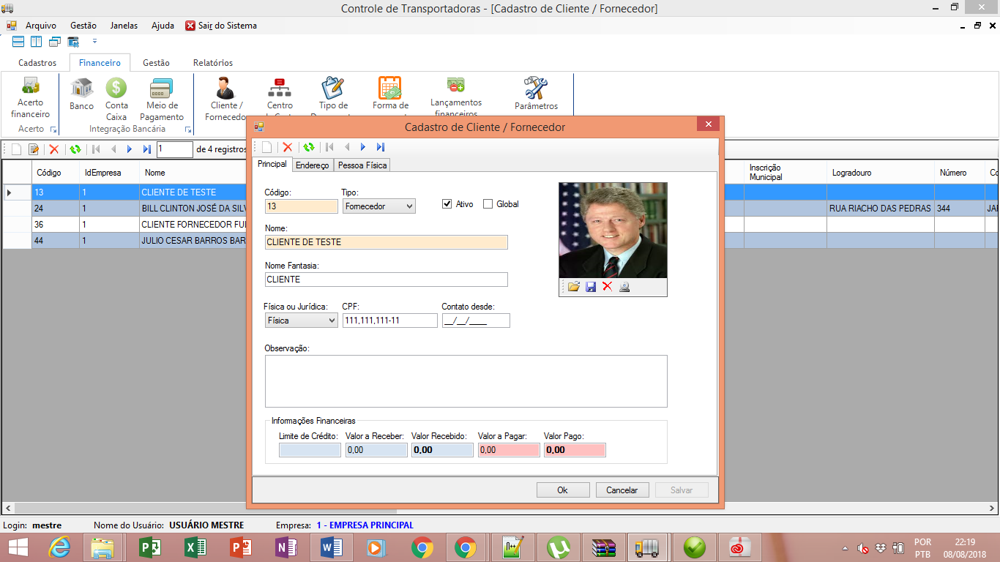 Controle de Transportadoras - [Cadastro de Cliente / Fornecedor]
Arquivo Gestão Janelas Ajuda Sair do Sistema
Cadastros Financeiro Gestão Relatórios
Acerto financeiro
Banco
Conta Caixa
Meio de Pagamento
Cliente / Fornecedo
Centro
Tipo de
Forma de
Lançamentos financeiros
Parâmetros
Acerto
Integração Bancária
1 de 4 registros
Código IdEmpresa Nome Inscrição Municipal Logradouro Número Co
13 1 CLIENTE DE TESTE
24 1 BILL CLINTON JOSÉ DA SILV RUA RIACHO DAS PEDRAS 344 JAI
36 1 CLIENTE FORNECEDOR FU
44 1 JULIO CESAR BARROS BAR
Cadastro de Cliente / Fornecedor
Principal Endereço Pessoa Física
Código: Tipo:
13 Fornecedor Ativo Global
Nome:
CLIENTE DE TESTE
Nome Fantasia:
CLIENTE
Física ou Jurídica: CPF: Contato desde:
Física 111.111.111-11 __/__/____
Observação:
Informações Financeiras
Limite de Crédito: Valor a Receber: Valor Recebido: Valor a Pagar: Valor Pago:
0,00 0,00 0,00 0,00
Ok Cancelar Salvar
Login: mestre Nome do Usuário: USUÁRIO MESTRE Empresa: 1 - EMPRESA PRINCIPAL
POR
PTB
22:19
08/08/2018